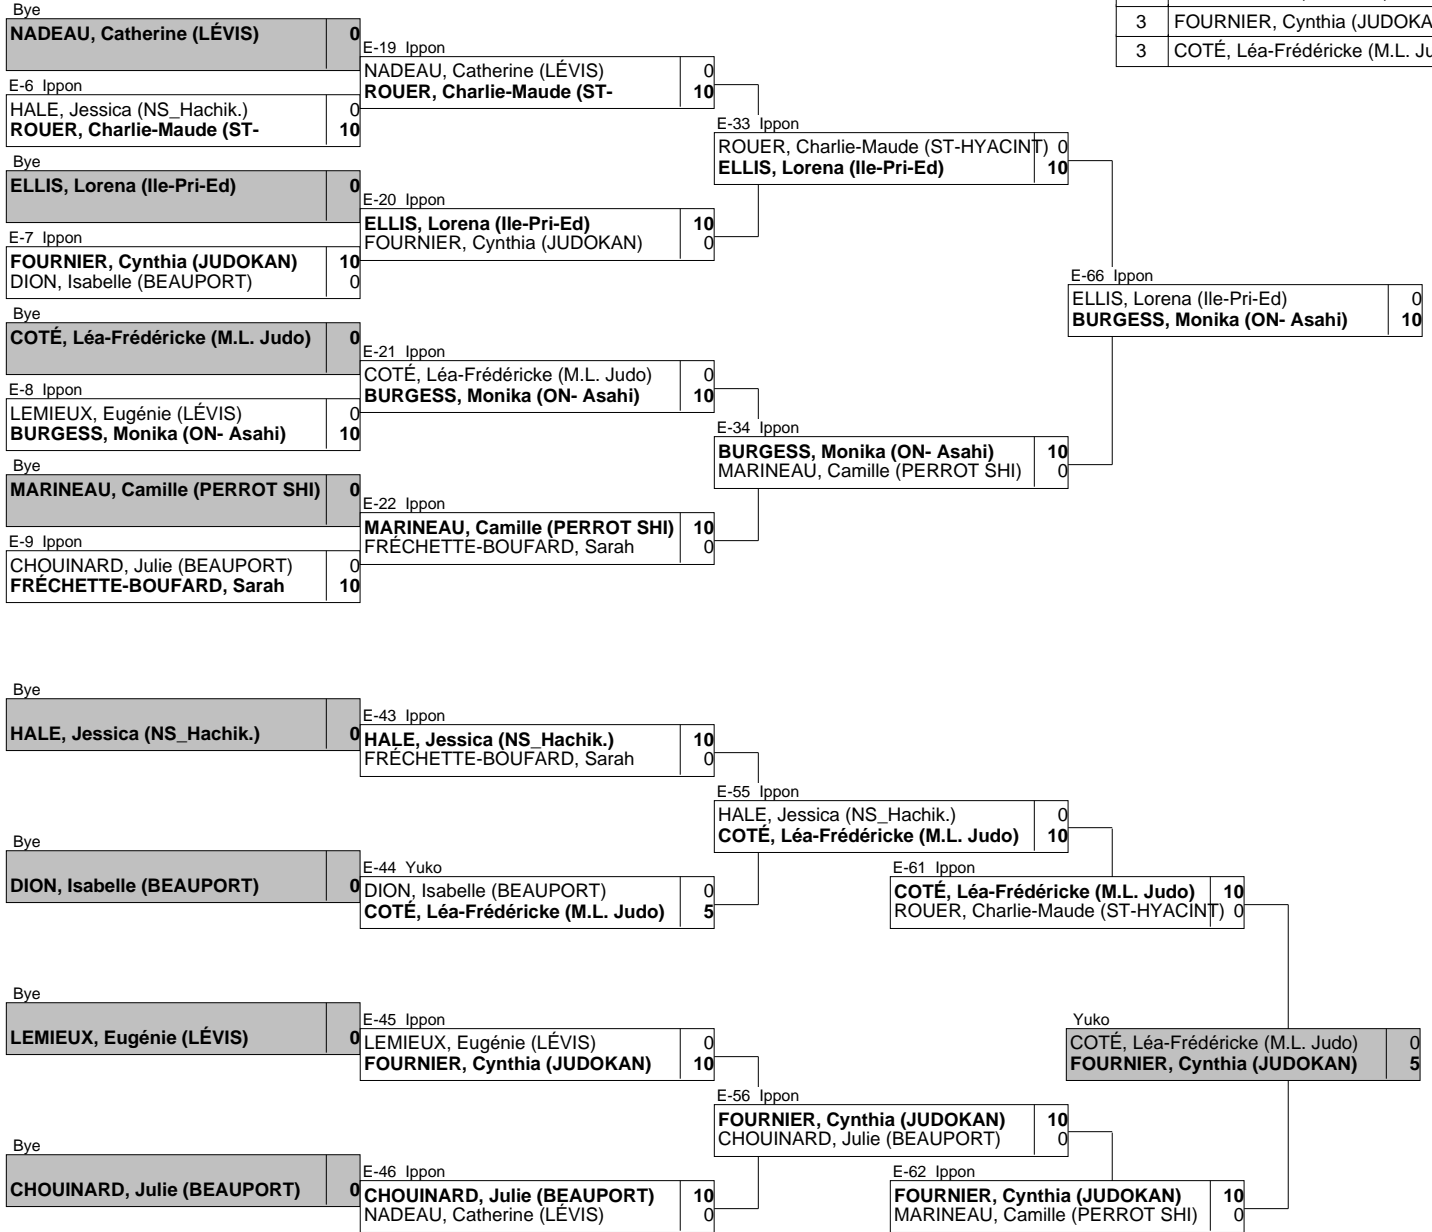 Bye
NADEAU, Catherine (LÉVIS) 0
E-6 Ippon
HALE, Jessica (NS_Hachik.) 0
ROUER, Charlie-Maude (ST- 10
Bye
ELLIS, Lorena (Ile-Pri-Ed) 0
E-7 Ippon
FOURNIER, Cynthia (JUDOKAN) 10
DION, Isabelle (BEAUPORT) 0
Bye
COTÉ, Léa-Frédéricke (M.L. Judo) 0
E-8 Ippon
LEMIEUX, Eugénie (LÉVIS) 0
BURGESS, Monika (ON- Asahi) 10
Bye
MARINEAU, Camille (PERROT SHI) 0
E-9 Ippon
CHOUINARD, Julie (BEAUPORT) 0
FRÉCHETTE-BOUFARD, Sarah 10
E-19 Ippon
NADEAU, Catherine (LÉVIS) 0
ROUER, Charlie-Maude (ST- 10
E-20 Ippon
ELLIS, Lorena (Ile-Pri-Ed) 10
FOURNIER, Cynthia (JUDOKAN) 0
E-21 Ippon
COTÉ, Léa-Frédéricke (M.L. Judo) 0
BURGESS, Monika (ON- Asahi) 10
E-22 Ippon
MARINEAU, Camille (PERROT SHI) 10
FRÉCHETTE-BOUFARD, Sarah 0
E-33 Ippon
ROUER, Charlie-Maude (ST-HYACINT) 0
ELLIS, Lorena (Ile-Pri-Ed) 10
E-34 Ippon
BURGESS, Monika (ON- Asahi) 10
MARINEAU, Camille (PERROT SHI) 0
E-66 Ippon
ELLIS, Lorena (Ile-Pri-Ed) 0
BURGESS, Monika (ON- Asahi) 10
3 FOURNIER, Cynthia (JUDOKA
3 COTÉ, Léa-Frédéricke (M.L. Ju
Bye
HALE, Jessica (NS_Hachik.) 0
Bye
DION, Isabelle (BEAUPORT) 0
Bye
LEMIEUX, Eugénie (LÉVIS) 0
Bye
CHOUINARD, Julie (BEAUPORT) 0
E-43 Ippon
HALE, Jessica (NS_Hachik.) 10
FRÉCHETTE-BOUFARD, Sarah 0
E-44 Yuko
DION, Isabelle (BEAUPORT) 0
COTÉ, Léa-Frédéricke (M.L. Judo) 5
E-45 Ippon
LEMIEUX, Eugénie (LÉVIS) 0
FOURNIER, Cynthia (JUDOKAN) 10
E-46 Ippon
CHOUINARD, Julie (BEAUPORT) 10
NADEAU, Catherine (LÉVIS) 0
E-55 Ippon
HALE, Jessica (NS_Hachik.) 0
COTÉ, Léa-Frédéricke (M.L. Judo) 10
E-56 Ippon
FOURNIER, Cynthia (JUDOKAN) 10
CHOUINARD, Julie (BEAUPORT) 0
E-61 Ippon
COTÉ, Léa-Frédéricke (M.L. Judo) 10
ROUER, Charlie-Maude (ST-HYACINT) 0
E-62 Ippon
FOURNIER, Cynthia (JUDOKAN) 10
MARINEAU, Camille (PERROT SHI) 0
Yuko
COTÉ, Léa-Frédéricke (M.L. Judo) 0
FOURNIER, Cynthia (JUDOKAN) 5